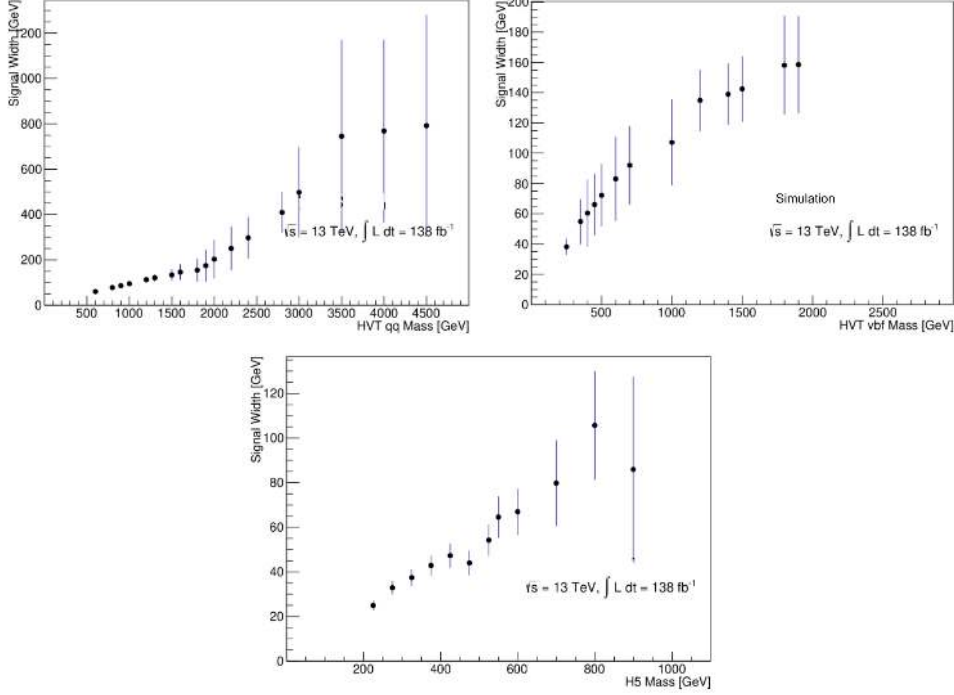 Signal Width [GeV]
1200
1000
800
600
400
200
0
500 1000 1500 2000 2500 3000 3500 4000 4500
HVT qq Mass [GeV]
√s = 13 TeV, ∫ L dt = 138 fb⁻¹
Signal Width [GeV]
200
180
160
140
120
100
80
60
40
20
0
500 1000 1500 2000 2500
HVT vbf Mass [GeV]
Simulation
√s = 13 TeV, ∫ L dt = 138 fb⁻¹
Signal Width [GeV]
120
100
80
60
40
20
0
200 400 600 800 1000
H5 Mass [GeV]
√s = 13 TeV, ∫ L dt = 138 fb⁻¹